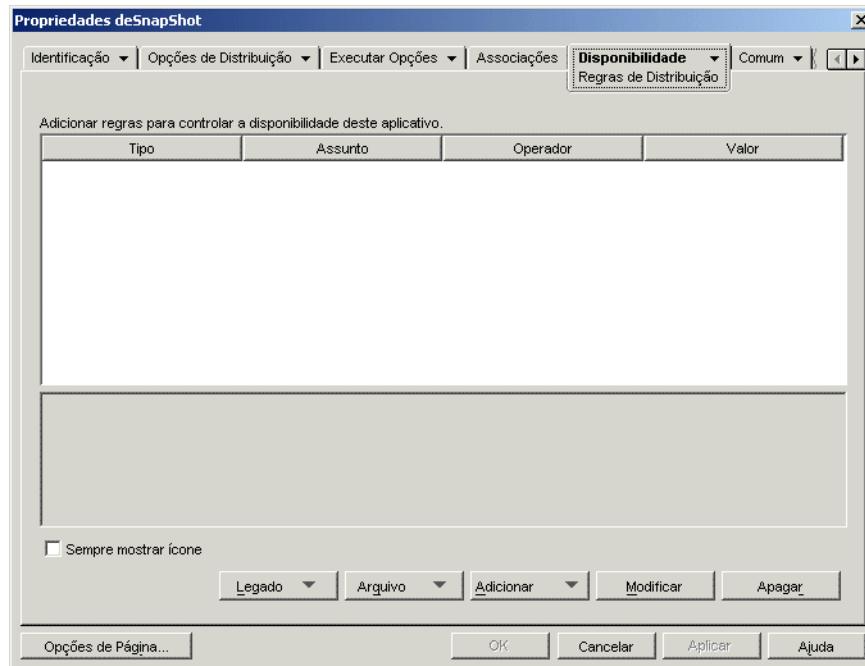 Propriedades deSnapShot
Identificação Opções de Distribuição Executar Opções Associações Disponibilidade Comum
Regras de Distribuição
Adicionar regras para controlar a disponibilidade deste aplicativo.
Tipo Assunto Operador Valor
Sempre mostrar ícone
Legado Arquivo Adicionar Modificar Apagar
Opções de Página... OK Cancelar Aplicar Ajuda